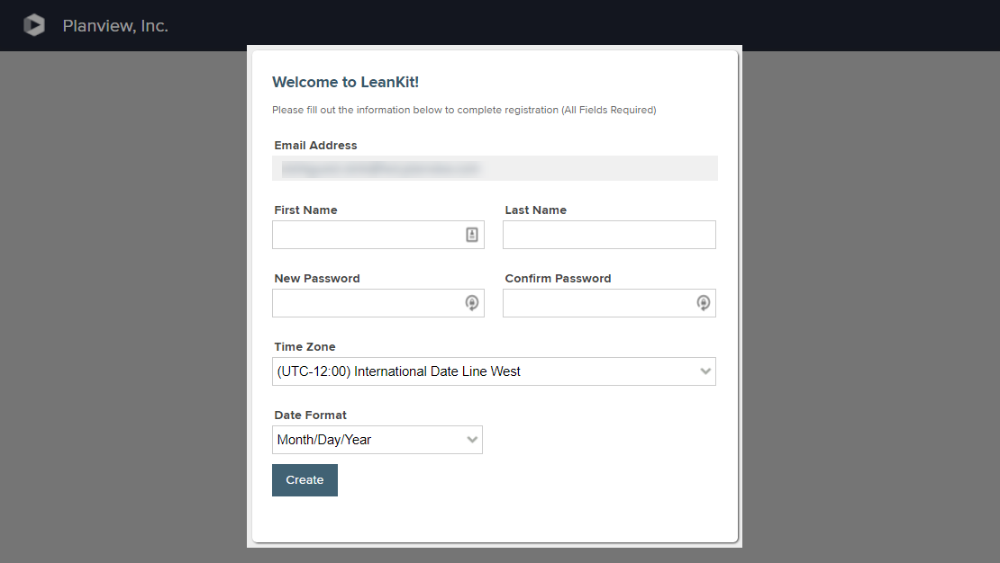 Planview, Inc.
Welcome to LeanKit!
Please fill out the information below to complete registration (All Fields Required)
Email Address
First Name
Last Name
New Password
Confirm Password
Time Zone
(UTC-12:00) International Date Line West
Date Format
Month/Day/Year
Create